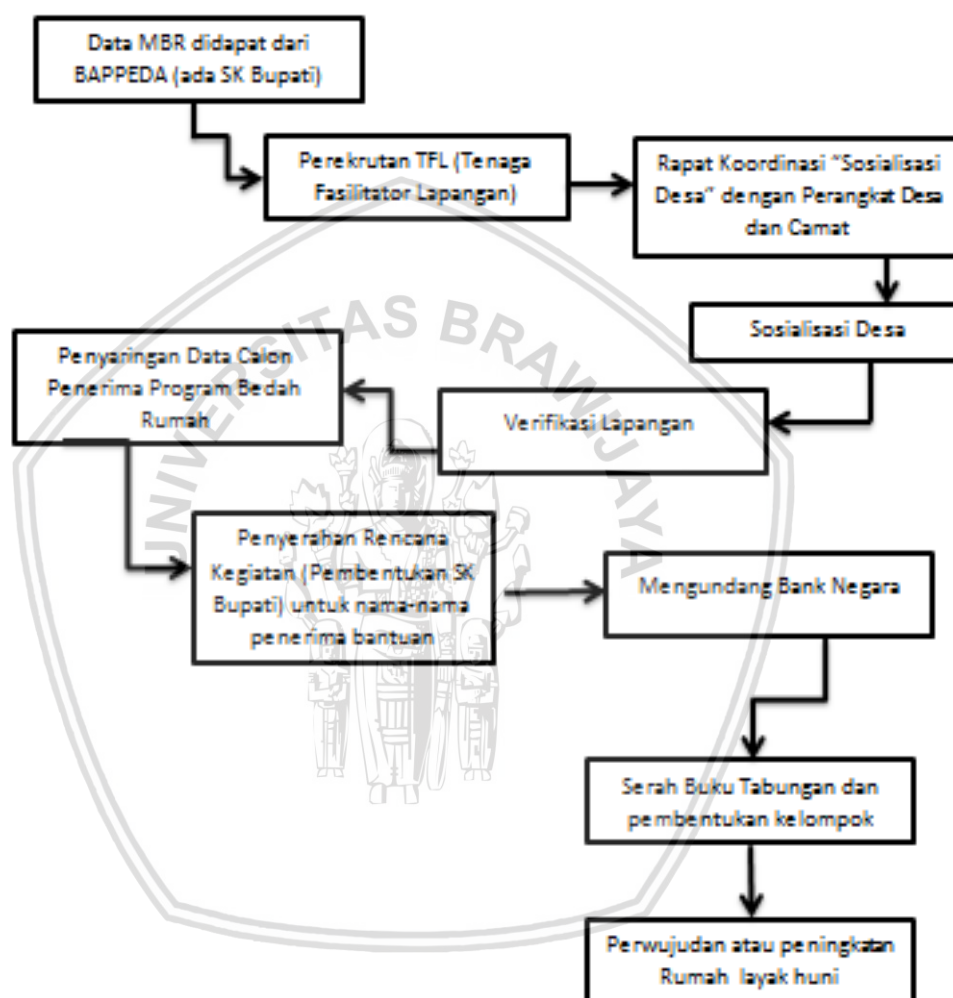 Data MBR didapat dari
BAPPEDA (ada SK Bupati)
Perekrutan TFL (Tenaga
Fasilitator Lapangan)
Rapat Koordinasi "Sosialisasi
Desa" dengan Perangkat Desa
dan Camat
Sosialisasi Desa
Verifikasi Lapangan
Penyaringan Data Calon
Penerima Program Bedah
Rumah
Penyerahan Rencana
Kegiatan (Pembentukan SK
Bupati) untuk nama-nama
penerima bantuan
Mengundang Bank Negara
Serah Buku Tabungan dan
pembentukan kelompok
Perwujudan atau peningkatan
Rumah layak huni
UNIVERSITAS BRAWIJAYA